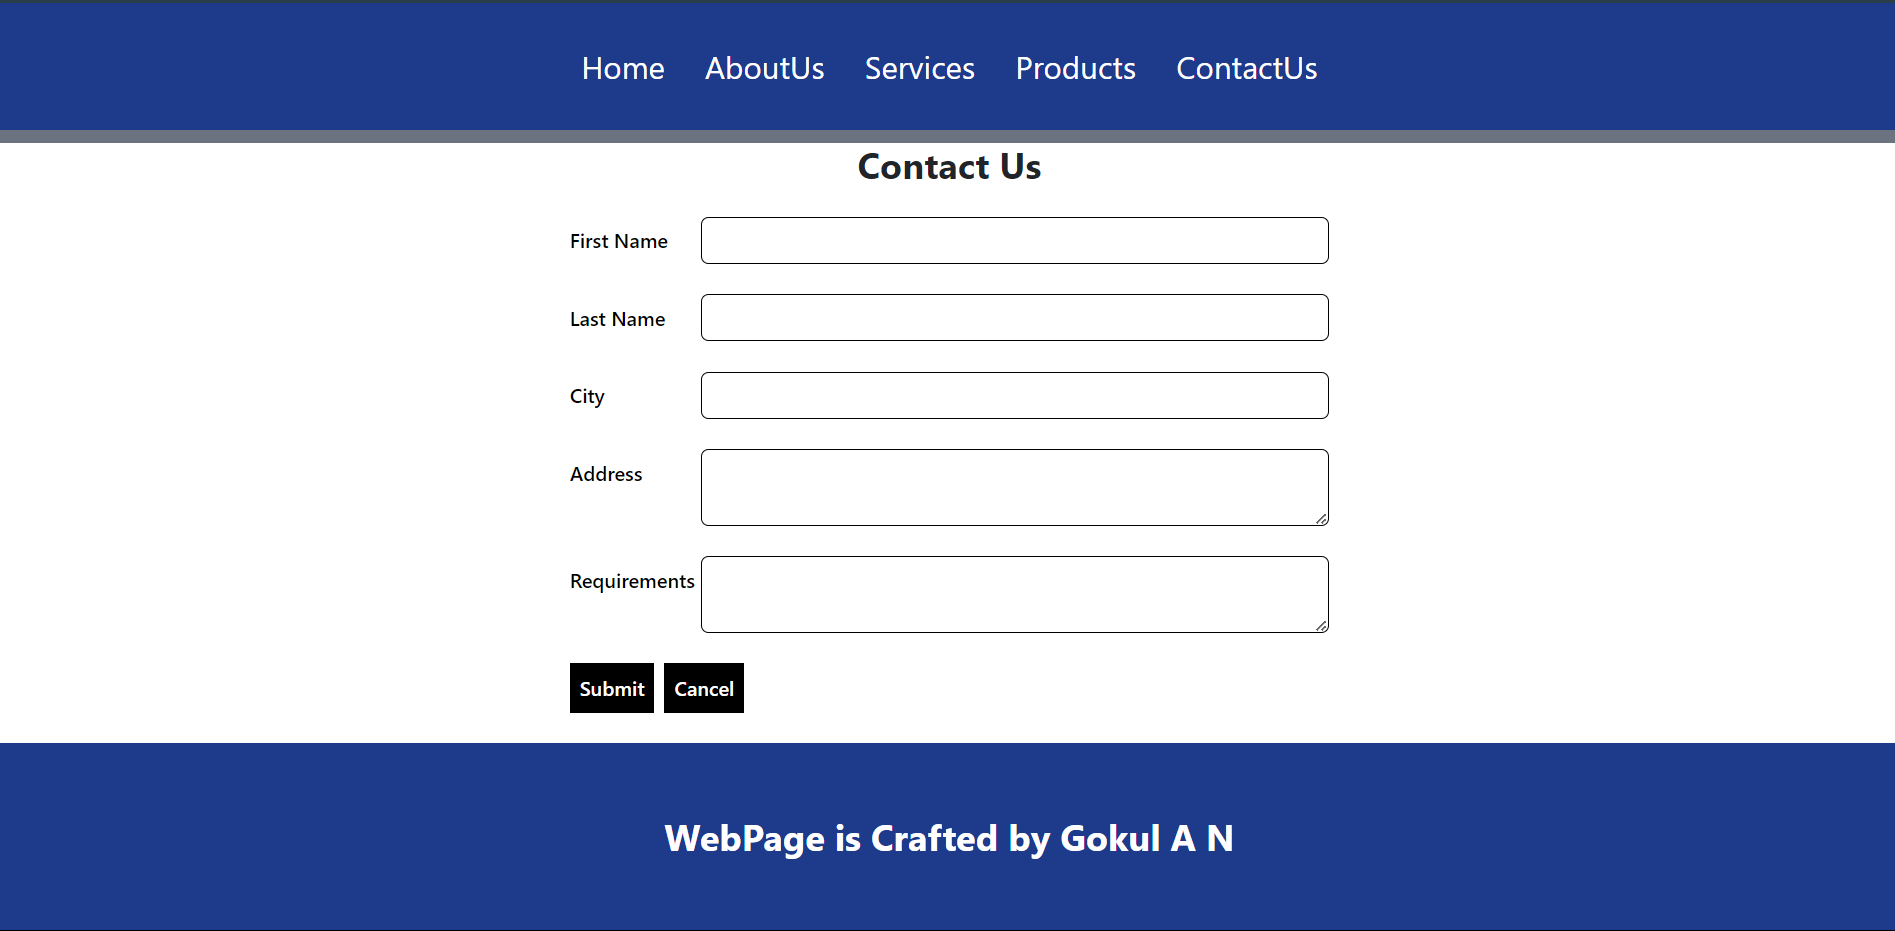 Home AboutUs Services Products ContactUs
Contact Us
First Name
Last Name
City
Address
Requirements
Submit Cancel
WebPage is Crafted by Gokul A N